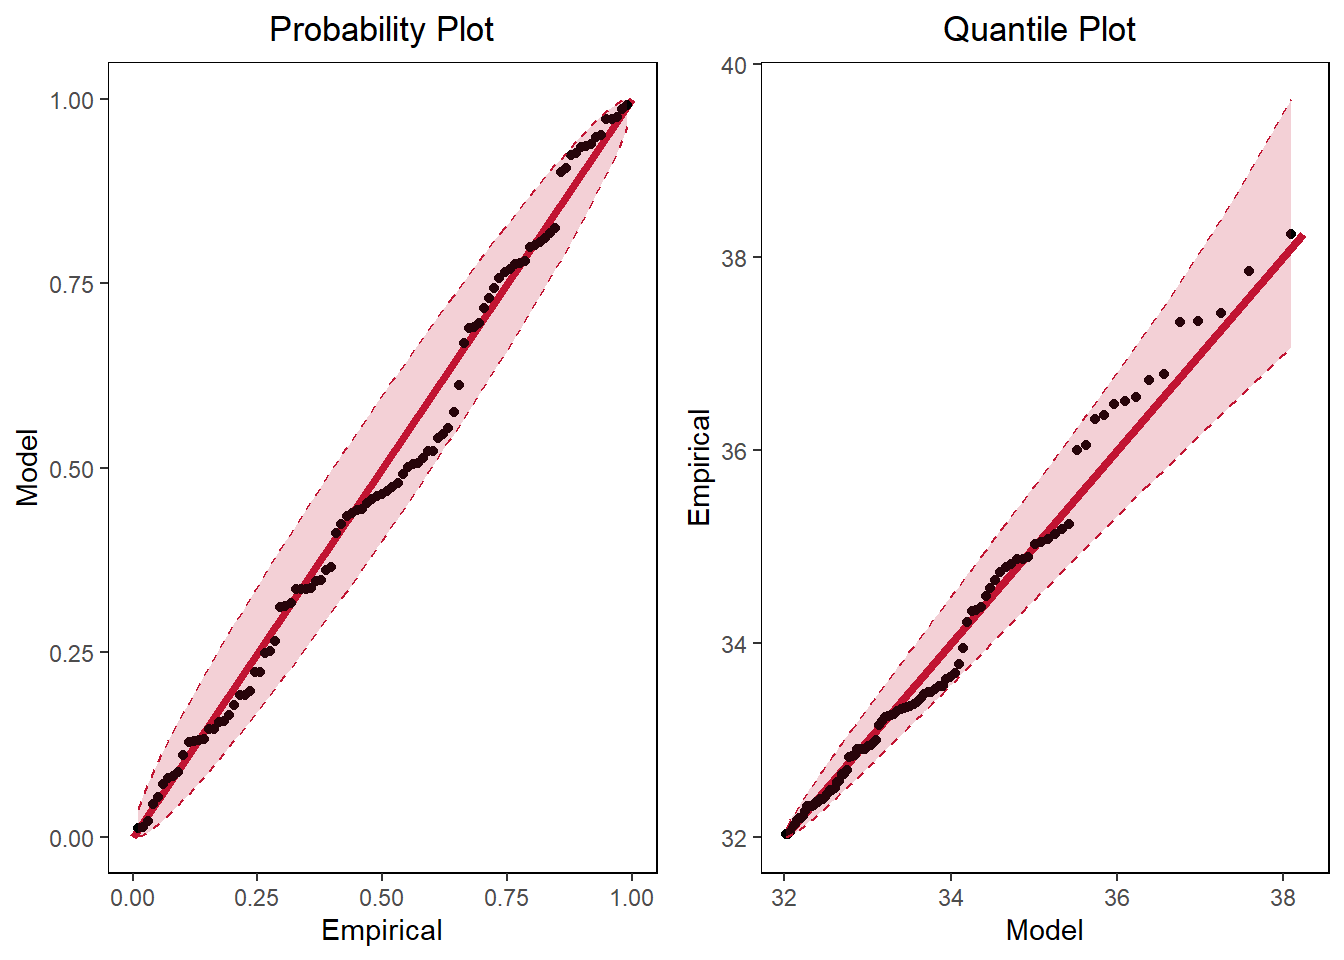 Probability Plot
Model
1.00
0.75
0.50
0.25
0.00
0.00 0.25 0.50 0.75 1.00
Empirical
Quantile Plot
Empirical
40
38
36
34
32
32 34 36 38
Model